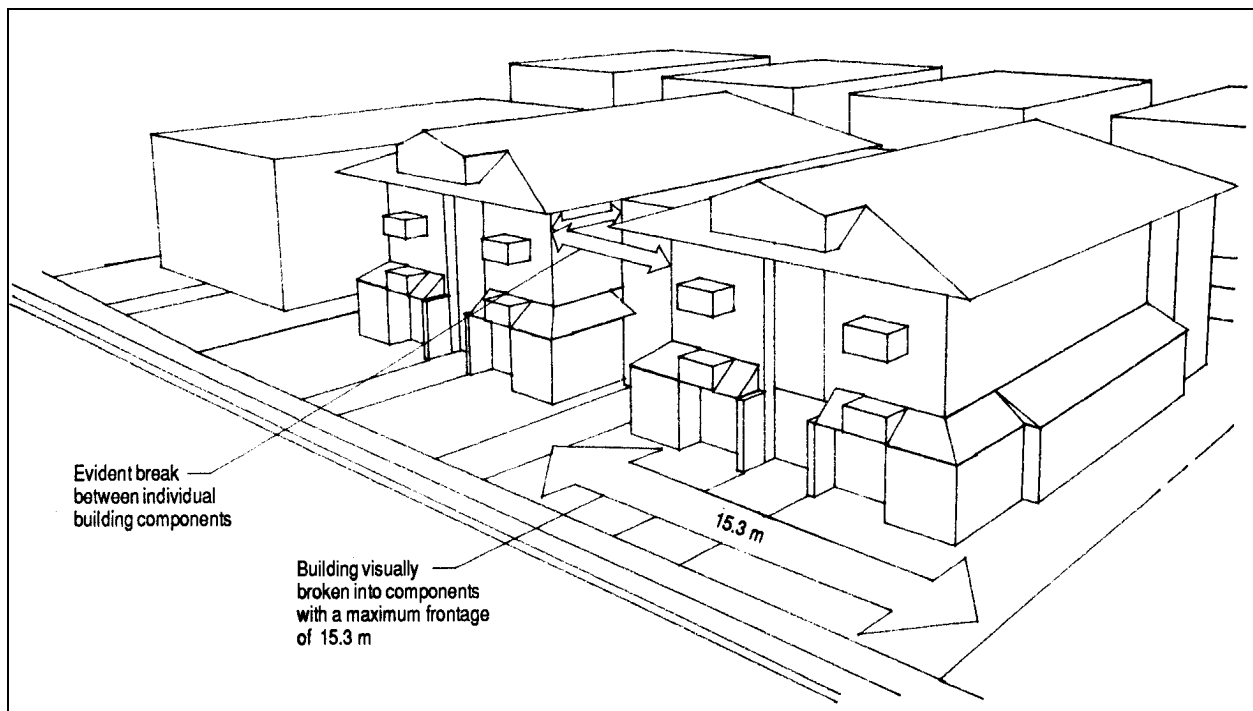 Evident break
between individual
building components
15.3 m
Building visually
broken into components
with a maximum frontage
of 15.3 m